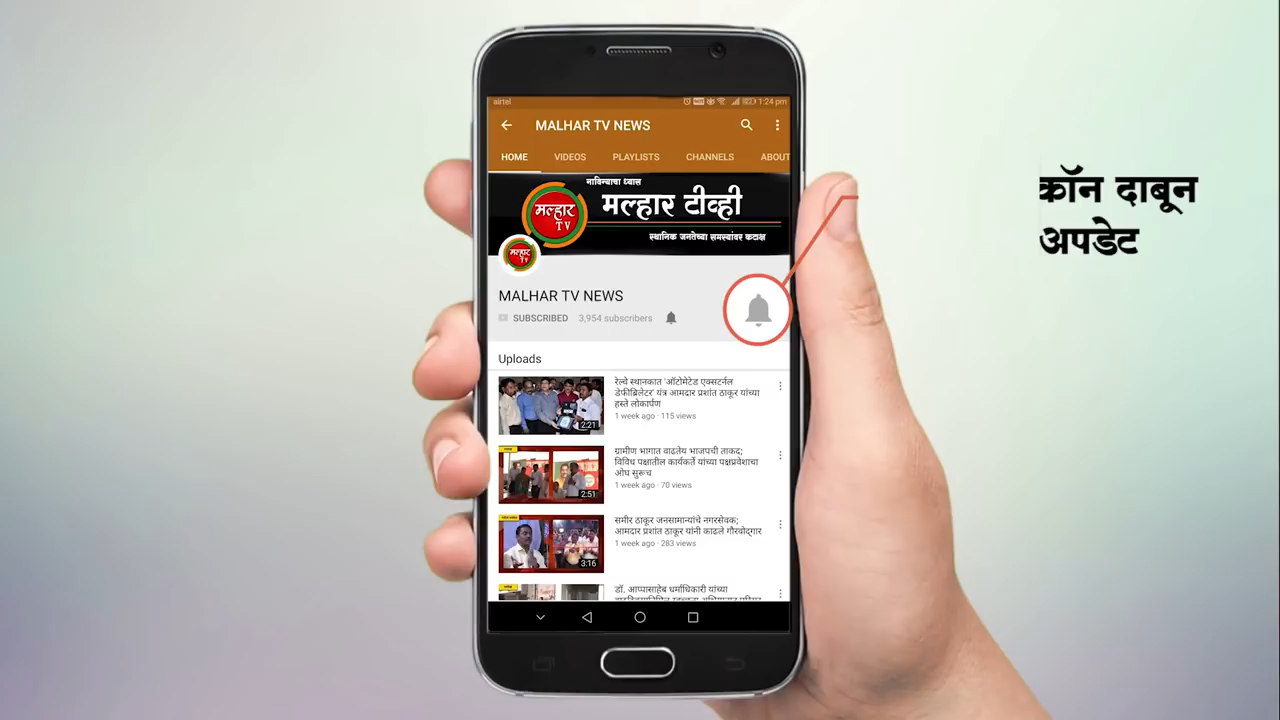 airtel
1:24 pm
MALHAR TV NEWS
HOME VIDEOS PLAYLISTS CHANNELS ABOUT
नाविन्याचा ध्यास
मल्हार टीव्ही
स्थानिक जनतेच्या समस्यांवर कटाक्ष
मल्हार
TV
मल्हार
TV
MALHAR TV NEWS
SUBSCRIBED 3,954 subscribers
Uploads
रेल्वे स्थानकात 'ऑटोमेटेड एक्सटर्नल
डेफीब्रिलेटर' यंत्र आमदार प्रशांत ठाकूर यांच्या
हस्ते लोकार्पण
1 week ago · 115 views
2:21
ग्रामीण भागात वाढतेय भाजपची ताकद;
विविध पक्षातील कार्यकर्ते यांच्या पक्षप्रवेशाचा
ओघ सुरूच
1 week ago · 70 views
2:51
समीर ठाकूर जनसामान्यांचे नगरसेवक;
आमदार प्रशांत ठाकूर यांनी काढले गौरवोद्गार
1 week ago · 283 views
3:16
डॉ. आप्पासाहेब धर्माधिकारी यांच्या
कॉन दाबून
अपडेट